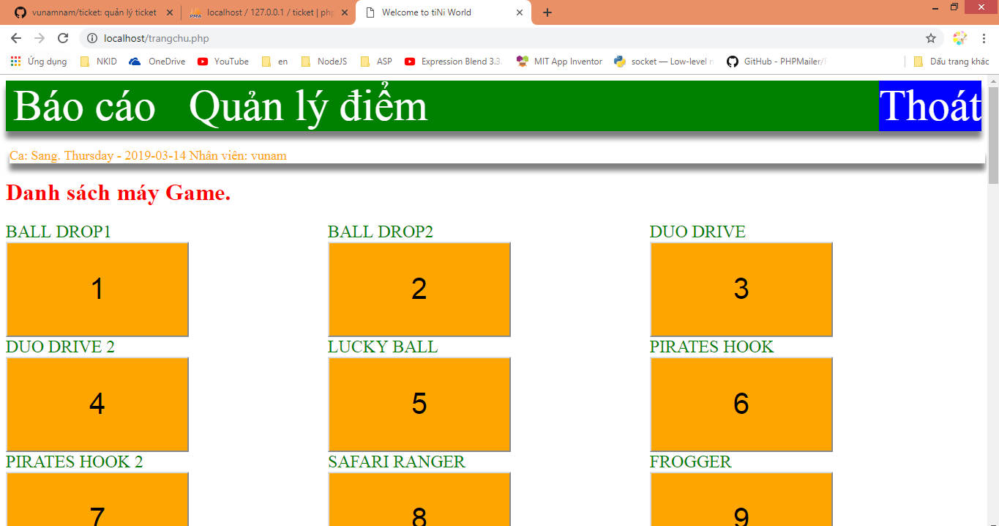 vunamnam/ticket: quản lý ticket
localhost / 127.0.0.1 / ticket | php
Welcome to tiNi World
localhost/trangchu.php
Ứng dụng NKID OneDrive YouTube en NodeJS ASP Expression Blend 3.3. MIT App Inventor socket — Low-level n GitHub - PHPMailer/ Dấu trang khác
Báo cáo Quản lý điểm Thoát
Ca: Sang. Thursday - 2019-03-14 Nhân viên: vunam
Danh sách máy Game.
BALL DROP1 BALL DROP2 DUO DRIVE
1 2 3
DUO DRIVE 2 LUCKY BALL PIRATES HOOK
4 5 6
PIRATES HOOK 2 SAFARI RANGER FROGGER
7 8 9